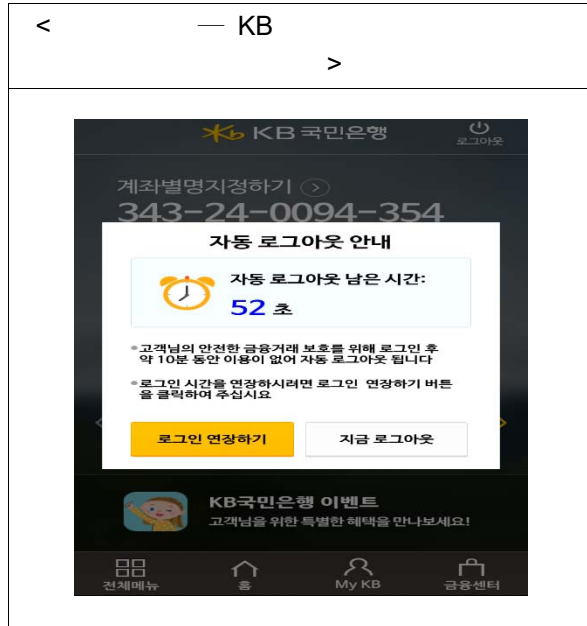 < — KB
>
KB 국민은행
로그아웃
계좌별명지정하기
343-24-0094-354
자동 로그아웃 안내
자동 로그아웃 남은 시간:
52 초
고객님의 안전한 금융거래 보호를 위해 로그인 후
약 10분 동안 이용이 없어 자동 로그아웃 됩니다
로그인 시간을 연장하시려면 로그인 연장하기 버튼
을 클릭하여 주십시요
로그인 연장하기 지금 로그아웃
KB국민은행 이벤트
고객님을 위한 특별한 혜택을 만나보세요!
전체메뉴 홈 My KB 금융센터